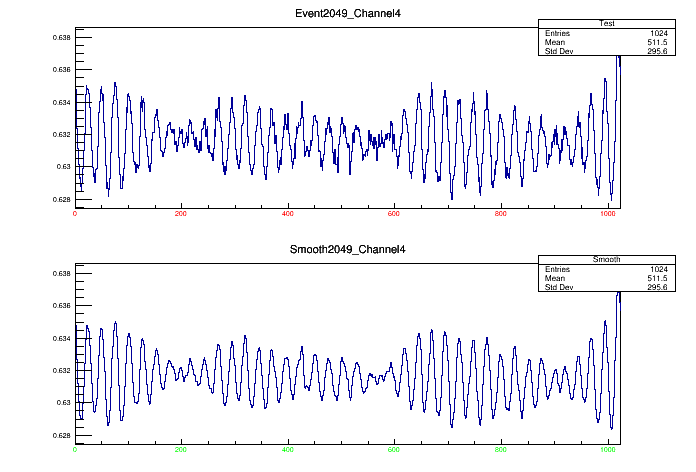 Event2049_Channel4
Test
Entries 1024
Mean 511.5
Std Dev 295.6
0.638
0.636
0.634
0.632
0.63
0.628
0 200 400 600 800 1000
Smooth2049_Channel4
Smooth
Entries 1024
Mean 511.5
Std Dev 295.6
0.638
0.636
0.634
0.632
0.63
0.628
0 200 400 600 800 1000